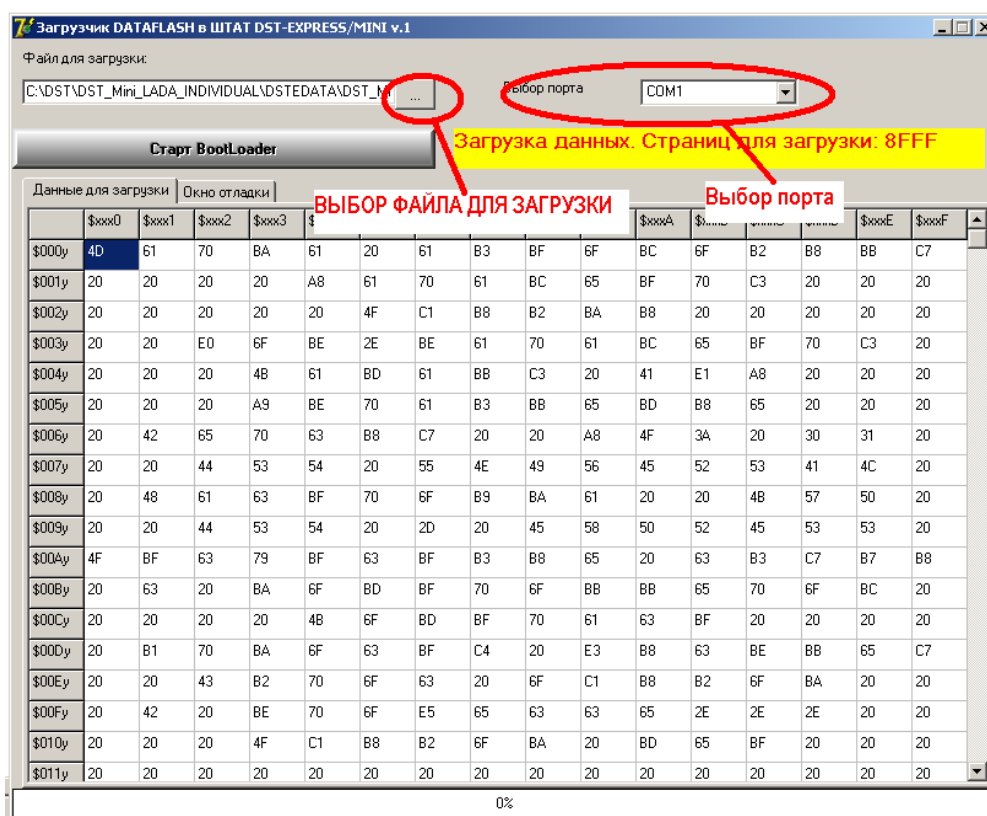 Загрузчик DATAFLASH в ШТАТ DST-EXPRESS/MINI v.1
Файл для загрузки:
C:\DST\DST_Mini_LADA_INDIVIDUAL\DSTEDATA\DST_M
...
Выбор порта
COM1
Старт BootLoader
Загрузка данных. Страниц для загрузки: 8FFF
Данные для загрузки Окно отладки
ВЫБОР ФАЙЛА ДЛЯ ЗАГРУЗКИ
Выбор порта
$xxx0 $xxx1 $xxx2 $xxx3 $xxxA $xxxE $xxxF
$000y 4D 61 70 BA 61 20 61 B3 BF 6F BC 6F B2 B8 BB C7
$001y 20 20 20 20 A8 61 70 61 BC 65 BF 70 C3 20 20 20
$002y 20 20 20 20 20 4F C1 B8 B2 BA B8 20 20 20 20 20
$003y 20 20 E0 6F BE 2E BE 61 70 61 BC 65 BF 70 C3 20
$004y 20 20 20 4B 61 BD 61 BB C3 20 41 E1 A8 20 20 20
$005y 20 20 20 A9 BE 70 61 B3 BB 65 BD B8 65 20 20 20
$006y 20 42 65 70 63 B8 C7 20 20 A8 4F 3A 20 30 31 20
$007y 20 20 44 53 54 20 55 4E 49 56 45 52 53 41 4C 20
$008y 20 48 61 63 BF 70 6F B9 BA 61 20 20 4B 57 50 20
$009y 20 20 44 53 54 20 2D 20 45 58 50 52 45 53 53 20
$00Ay 4F BF 63 79 BF 63 BF B3 B8 65 20 63 B3 C7 B7 B8
$00By 20 63 20 BA 6F BD BF 70 6F BB BB 65 70 6F BC 20
$00Cy 20 20 20 20 4B 6F BD BF 70 61 63 BF 20 20 20 20
$00Dy 20 B1 70 BA 6F 63 BF C4 20 E3 B8 63 BE BB 65 C7
$00Ey 20 20 43 B2 70 6F 63 20 6F C1 B8 B2 6F BA 20 20
$00Fy 20 42 20 BE 70 6F E5 65 63 63 65 2E 2E 2E 20 20
$010y 20 20 20 4F C1 B8 B2 6F BA 20 BD 65 BF 20 20 20
$011y 20 20 20 20 20 20 20 20 20 20 20 20 20 20 20 20
0%